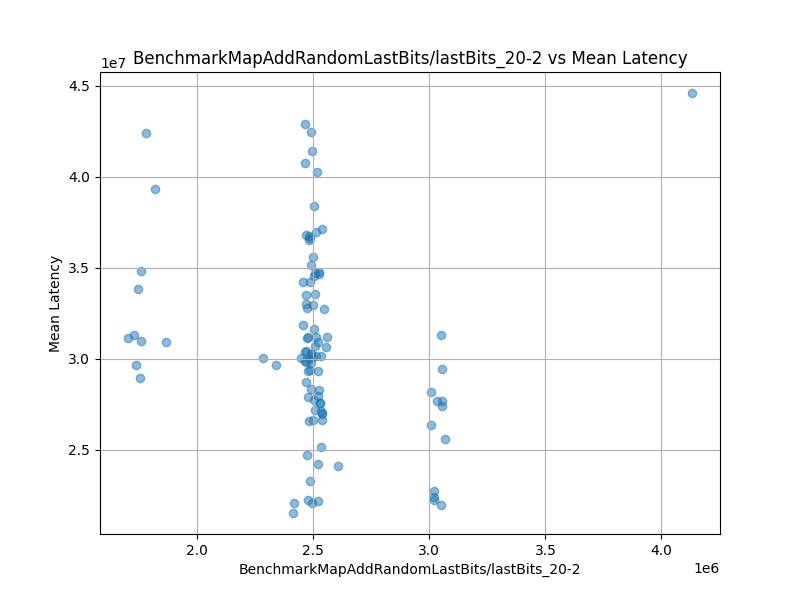 BenchmarkMapAddRandomLastBits/lastBits_20-2 vs Mean Latency
1e7
4.5
4.0
3.5
3.0
2.5
Mean Latency
2.0 2.5 3.0 3.5 4.0
BenchmarkMapAddRandomLastBits/lastBits_20-2
1e6